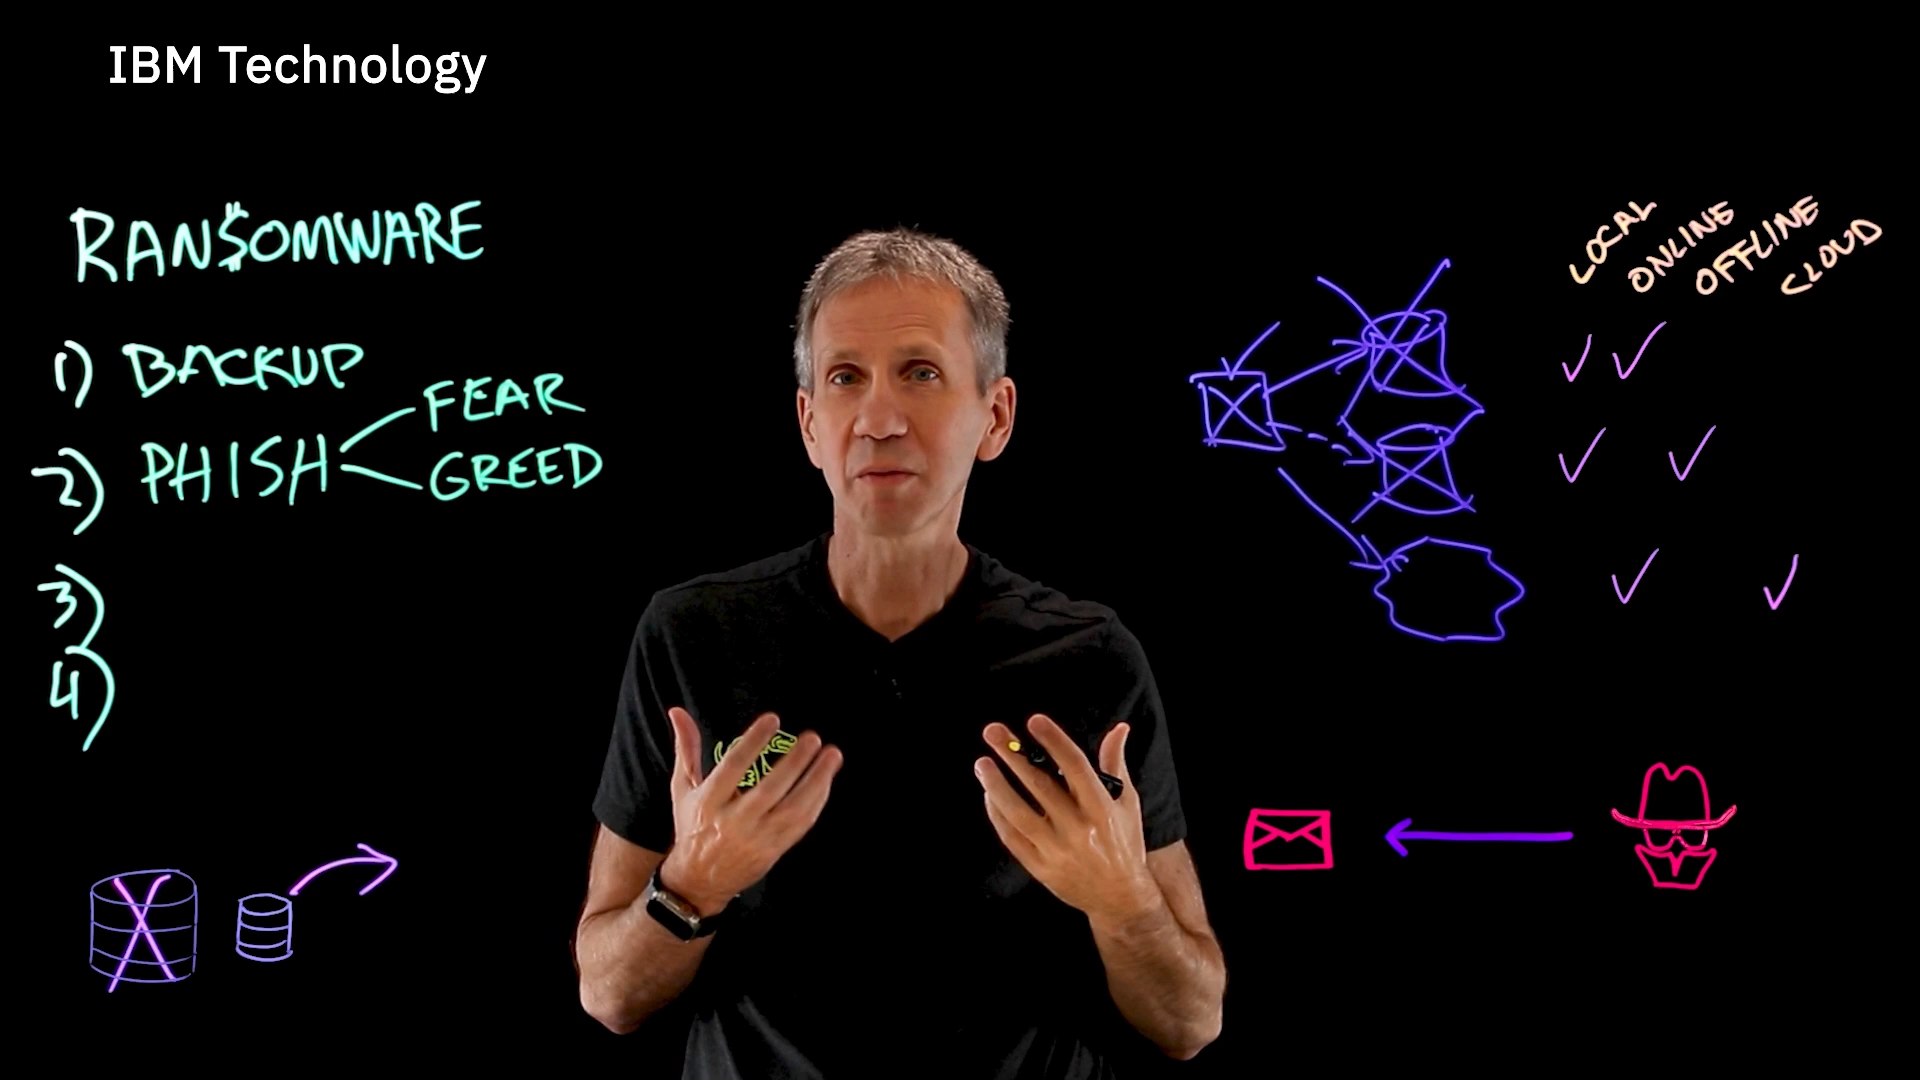 IBM Technology
RAN$OMWARE
1) BACKUP
2) PHISH
FEAR
GREED
3)
4)
LOCAL
ONLINE
OFFLINE
CLOUD